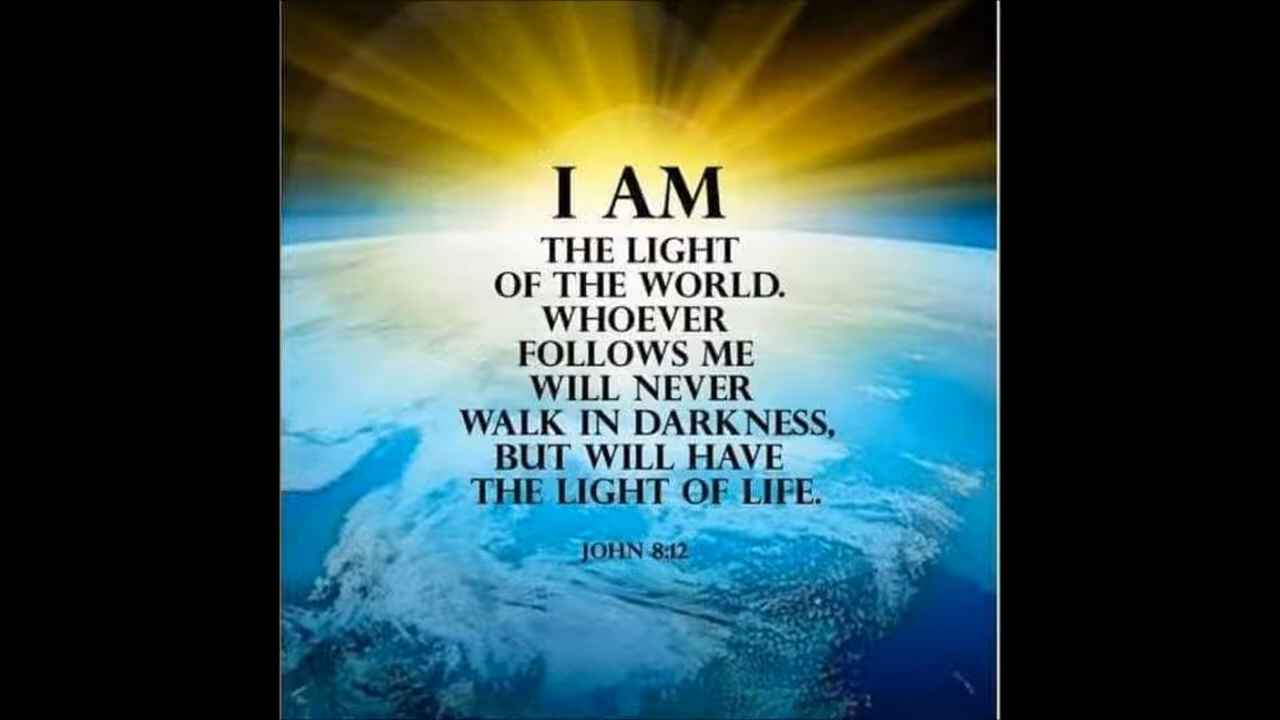 I AM
THE LIGHT
OF THE WORLD.
WHOEVER
FOLLOWS ME
WILL NEVER
WALK IN DARKNESS,
BUT WILL HAVE
THE LIGHT OF LIFE.
JOHN 8:12